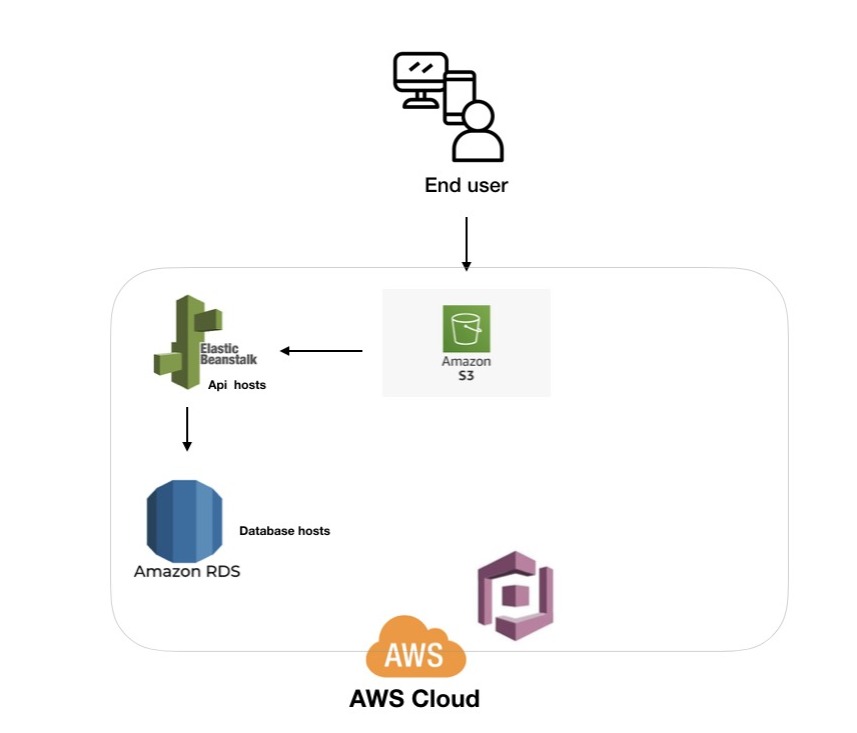 End user
Elastic
Beanstalk
Api hosts
Amazon
S3
Database hosts
Amazon RDS
AWS
AWS Cloud